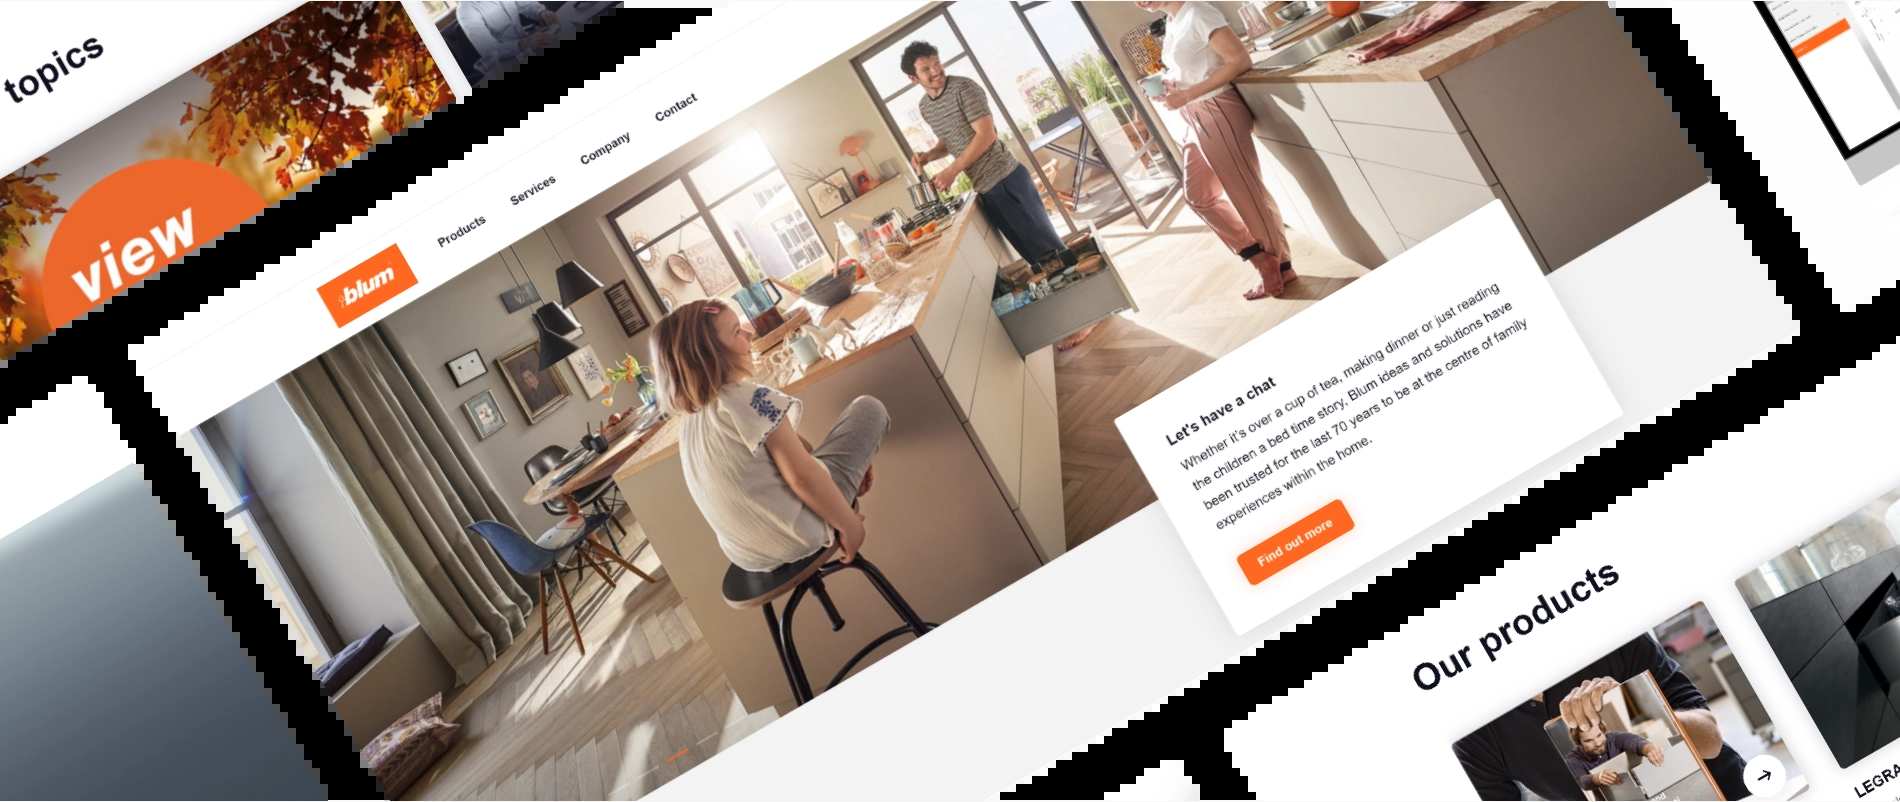 topics
view
blum
Products
Services
Company
Contact
Let's have a chat
Whether it's over a cup of tea, making dinner or just reading
the children a bed time story, Blum ideas and solutions have
been trusted for the last 70 years to be at the centre of family
experiences within the home.
Find out more
Our products
LEGRA